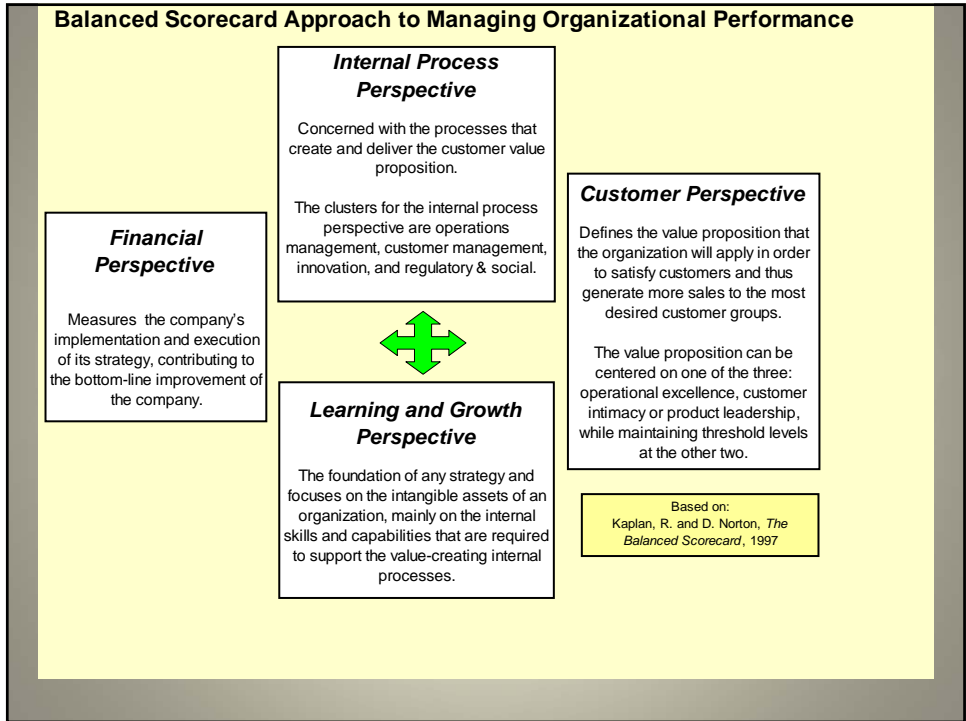 Balanced Scorecard Approach to Managing Organizational Performance
Internal Process
Perspective
Concerned with the processes that
create and deliver the customer value
proposition.
The clusters for the internal process
perspective are operations
management, customer management,
innovation, and regulatory & social.
Financial
Perspective
Measures the company's
implementation and execution
of its strategy, contributing to
the bottom-line improvement of
the company.
Customer Perspective
Defines the value proposition that
the organization will apply in order
to satisfy customers and thus
generate more sales to the most
desired customer groups.
The value proposition can be
centered on one of the three:
operational excellence, customer
intimacy or product leadership,
while maintaining threshold levels
at the other two.
Learning and Growth
Perspective
The foundation of any strategy and
focuses on the intangible assets of an
organization, mainly on the internal
skills and capabilities that are required
to support the value-creating internal
processes.
Based on:
Kaplan, R. and D. Norton, The
Balanced Scorecard, 1997